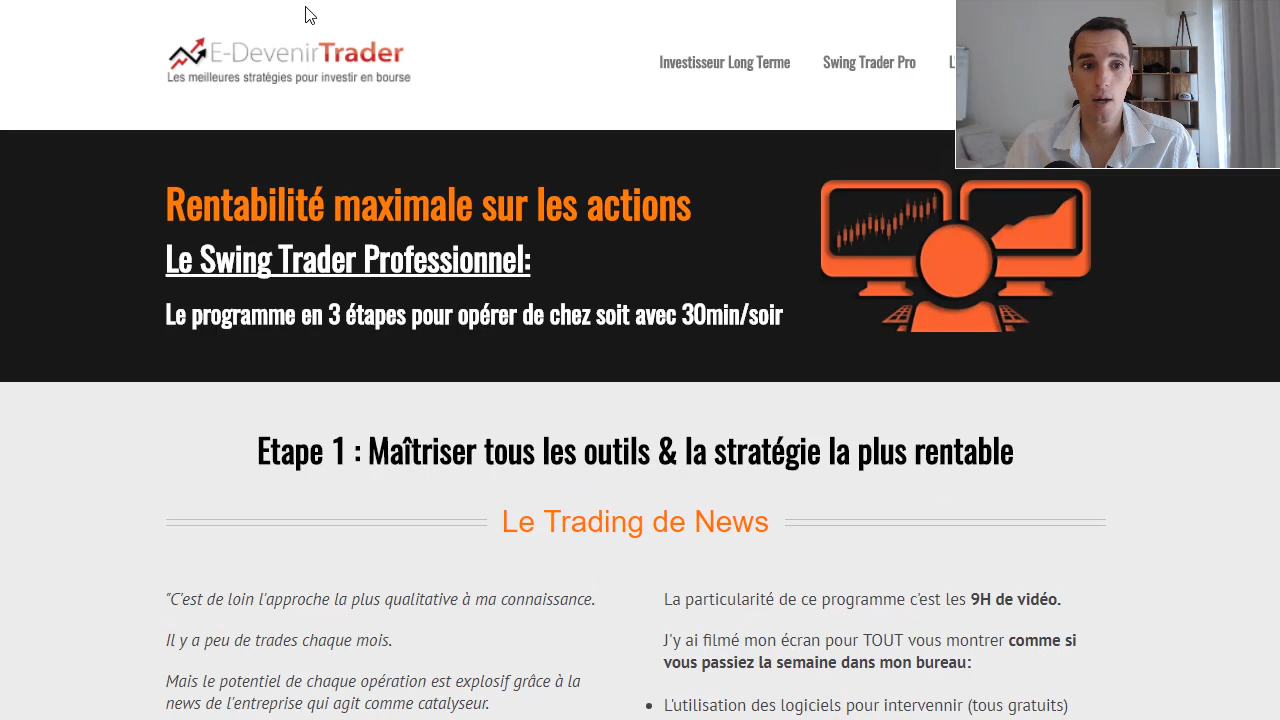 E-DevenirTrader
Les meilleures stratégies pour investir en bourse
Investisseur Long Terme
Swing Trader Pro
Rentabilité maximale sur les actions
Le Swing Trader Professionnel:
Le programme en 3 étapes pour opérer de chez soit avec 30min/soir
Etape 1 : Maîtriser tous les outils & la stratégie la plus rentable
Le Trading de News
"C'est de loin l'approche la plus qualitative à ma connaissance.
Il y a peu de trades chaque mois.
Mais le potentiel de chaque opération est explosif grâce à la
news de l'entreprise qui agit comme catalyseur.
La particularité de ce programme c'est les 9H de vidéo.
J'y ai filmé mon écran pour TOUT vous montrer comme si
vous passiez la semaine dans mon bureau:
L'utilisation des logiciels pour intervennir (tous gratuits)